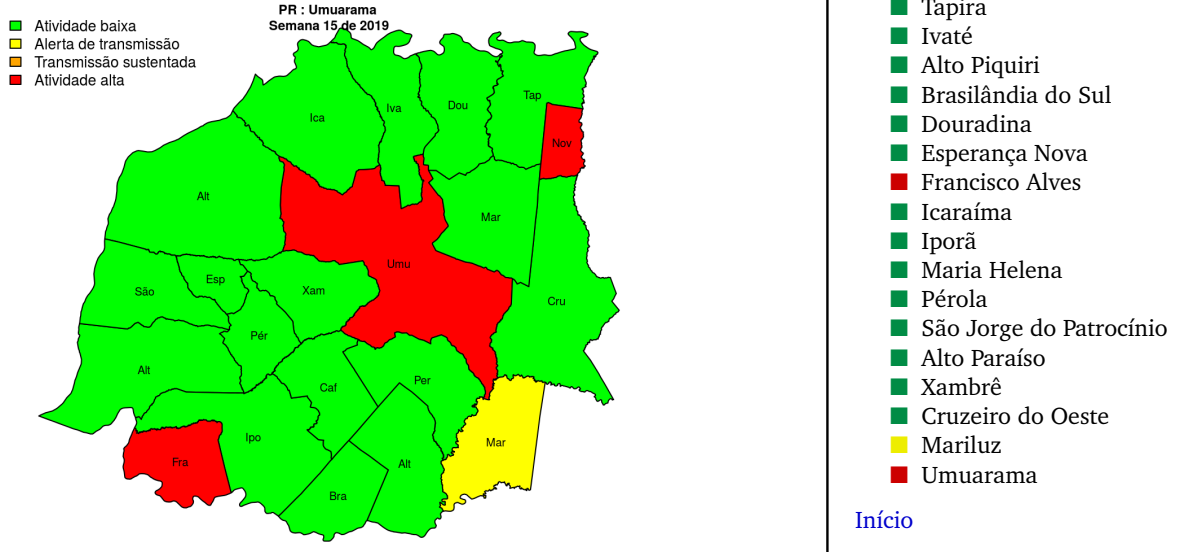 PR : Umuarama
Semana 15 de 2019
Atividade baixa
Alerta de transmissão
Transmissão sustentada
Atividade alta
Ica
Iva
Dou
Tap
Nov
Alt
Mar
Umu
Esp
São
Xam
Cru
Pér
Alt
Caf
Per
Ipo
Mar
Fra
Alt
Bra
Tapira
Ivaté
Alto Piquiri
Brasilândia do Sul
Douradina
Esperança Nova
Francisco Alves
Icaraíma
Iporã
Maria Helena
Pérola
São Jorge do Patrocínio
Alto Paraíso
Xambrê
Cruzeiro do Oeste
Mariluz
Umuarama
Início